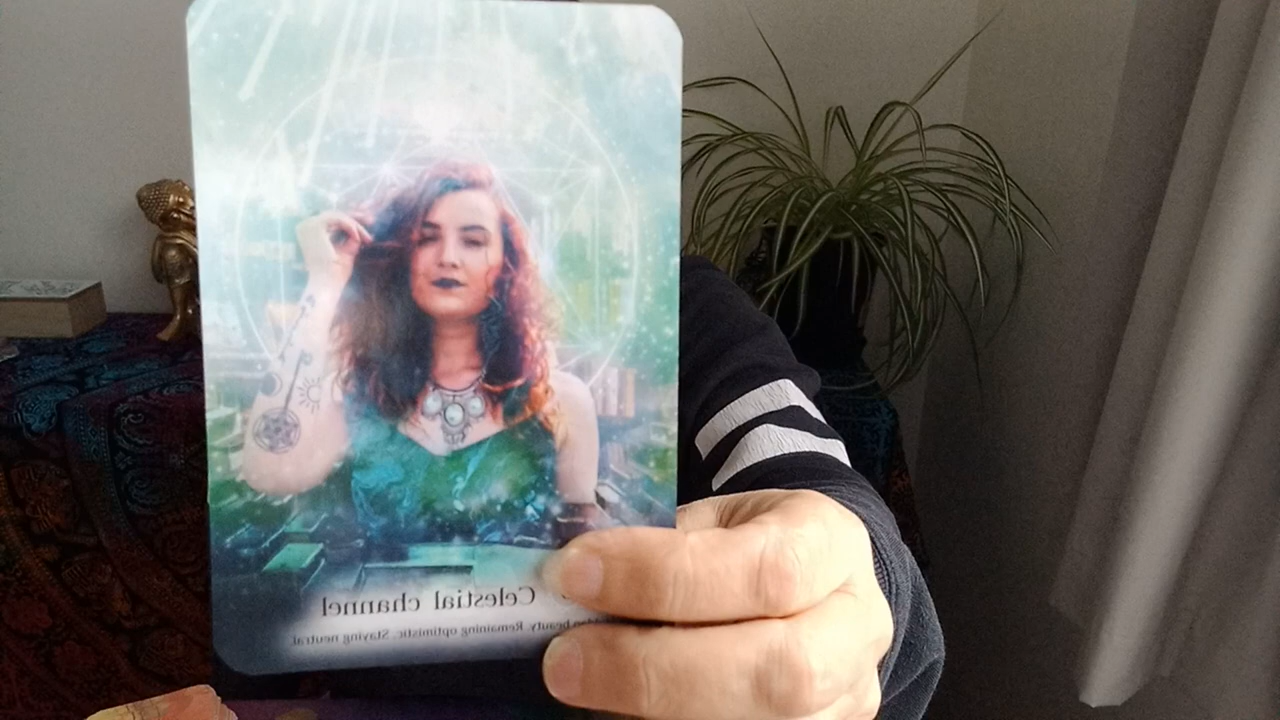 Celestial channel
beauty. Remaining optimistic. Staying neutral